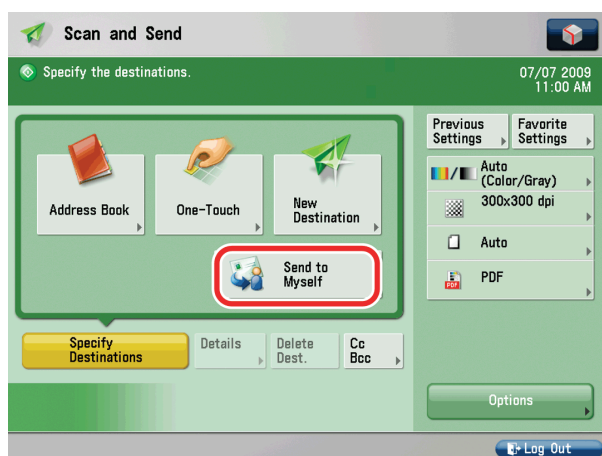 Scan and Send
Specify the destinations.
07/07 2009
11:00 AM
Previous
Settings
Favorite
Settings
Address Book
One-Touch
New
Destination
Auto
(Color/Gray)
300x300 dpi
Auto
PDF
PDF
Send to
Myself
Specify
Destinations
Details
Delete
Dest.
Cc
Bcc
Options
Log Out